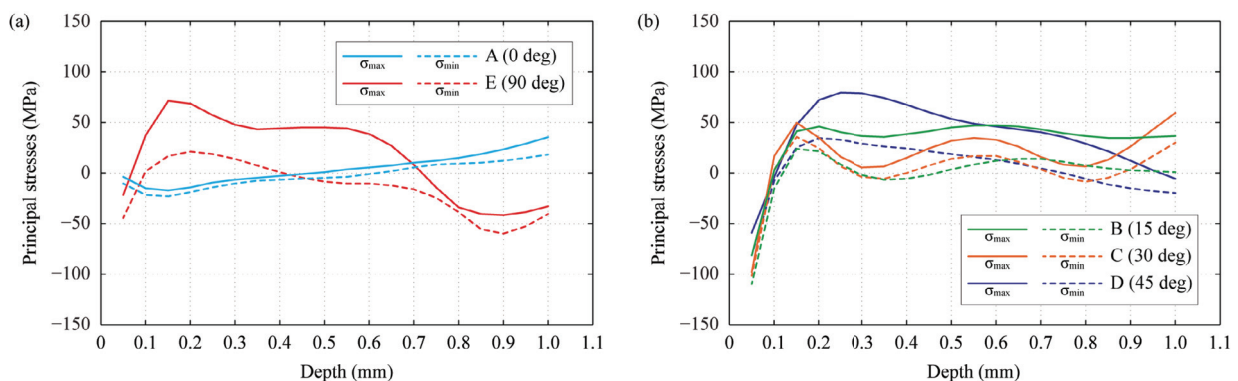 (a)
Principal stresses (MPa)
150
100
50
0
−50
−100
−150
0 0.1 0.2 0.3 0.4 0.5 0.6 0.7 0.8 0.9 1.0 1.1
Depth (mm)
σmax σmin A (0 deg)
σmax σmin E (90 deg)
(b)
Principal stresses (MPa)
150
100
50
0
−50
−100
−150
0 0.1 0.2 0.3 0.4 0.5 0.6 0.7 0.8 0.9 1.0 1.1
Depth (mm)
σmax σmin B (15 deg)
σmax σmin C (30 deg)
σmax σmin D (45 deg)